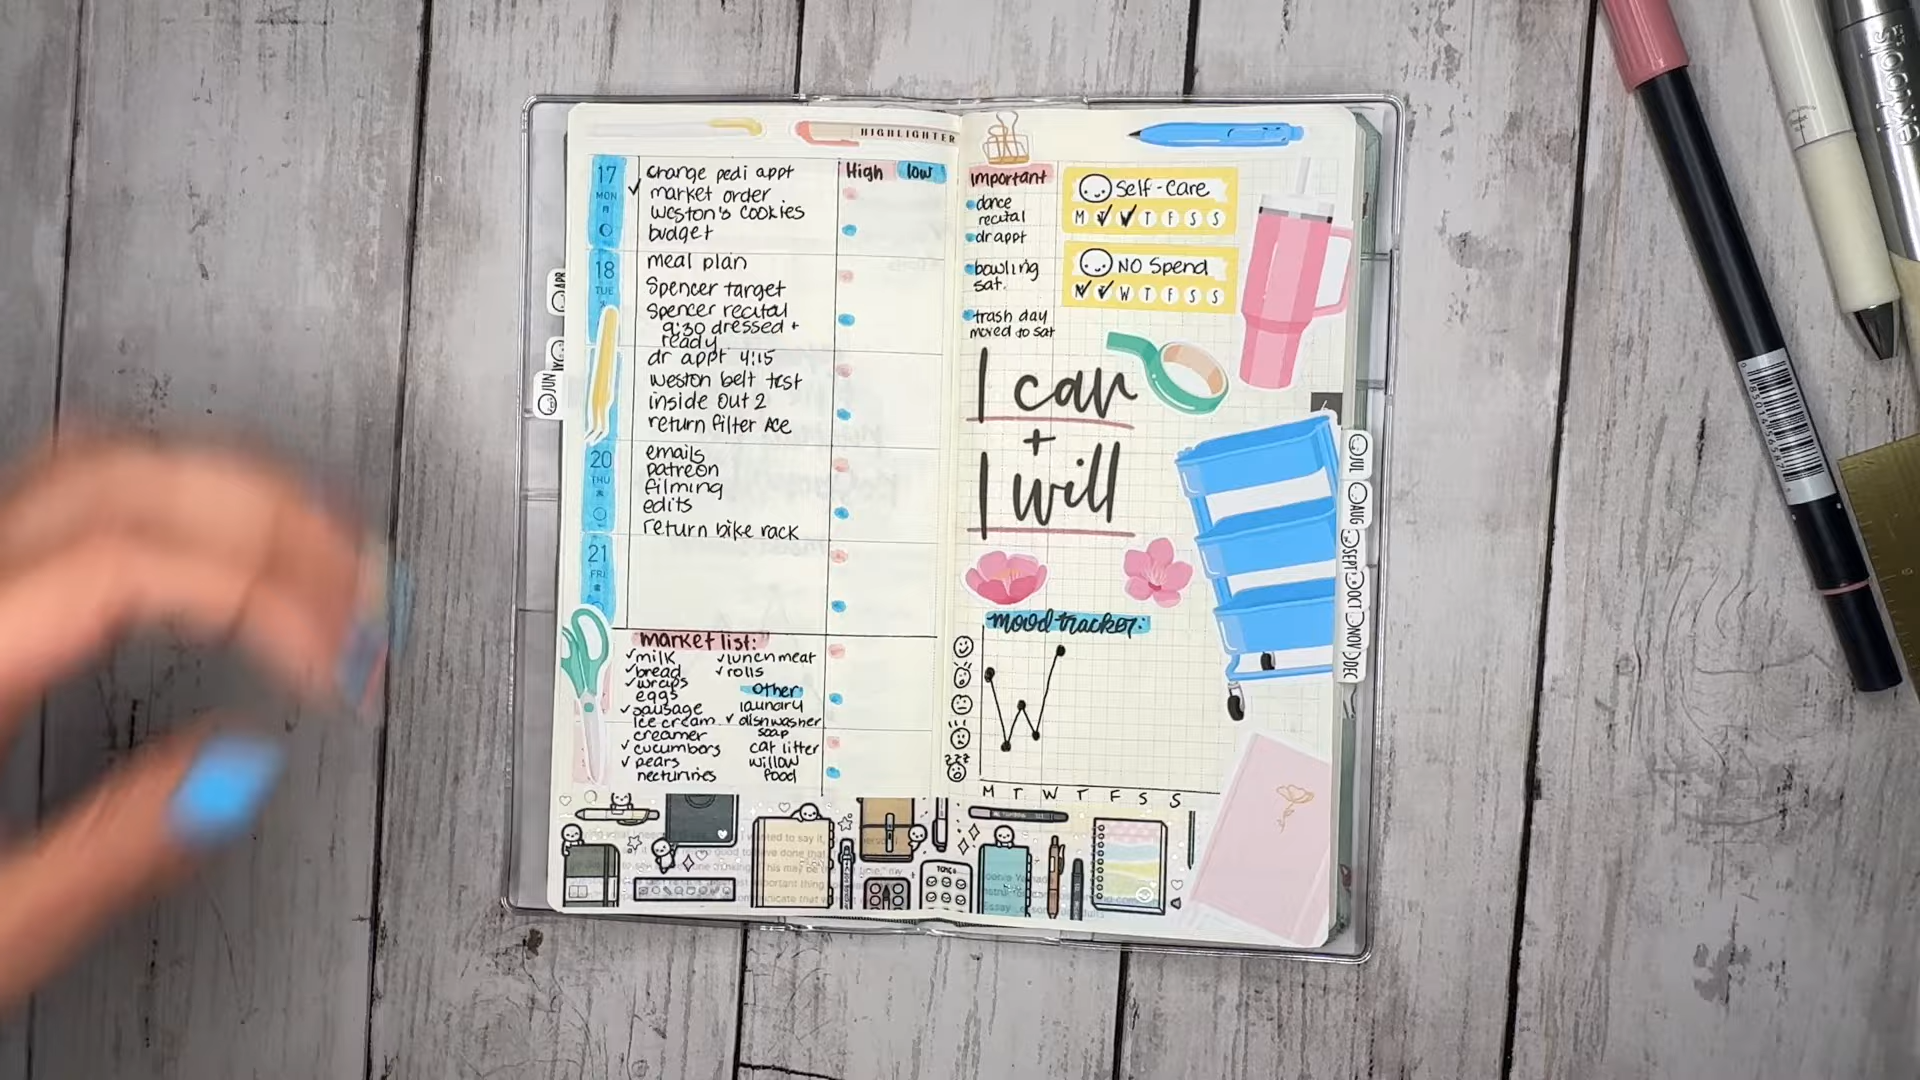 HIGHLIGHTER
17
MON
change pedi appt
✓ market order
Weston's cookies
budget
High low
18
TUE
meal plan
Spencer target
Spencer recital
9:30 dressed +
ready
dr appt 4:15
weston belt test
inside Out 2
return filter ACE
20
THU
emails
patreon
filming
edits
return bike rack
21
FRI
market list:
✓ milk
✓ bread
✓ wraps
eggs
✓ sausage
ice cream
creamer
✓ cucumbers
✓ pears
✓ lunch meat
✓ rolls
Other:
laundry
✓ dishwasher
soap
cat litter
willow
food
important
dance
recital
dr appt
bowling
sat.
trash day
moved to sat
Self-Care
M T W T F S S
NO Spend
M T W T F S S
I can
+
I will
mood tracker:
M T W T F S S
APR
JUN
JUL
AUG
SEPT
OCT
NOV
DEC
ekfools